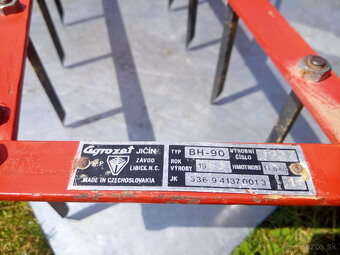 Agrozet JIČÍN
ZÁVOD
LIBICE N.C.
MADE IN CZECHOSLOVAKIA
TYP BH-90 VÝROBNÍ ČÍSLO
ROK VÝROBY 19 HMOTNOST
JK 336 9 4137 001 3